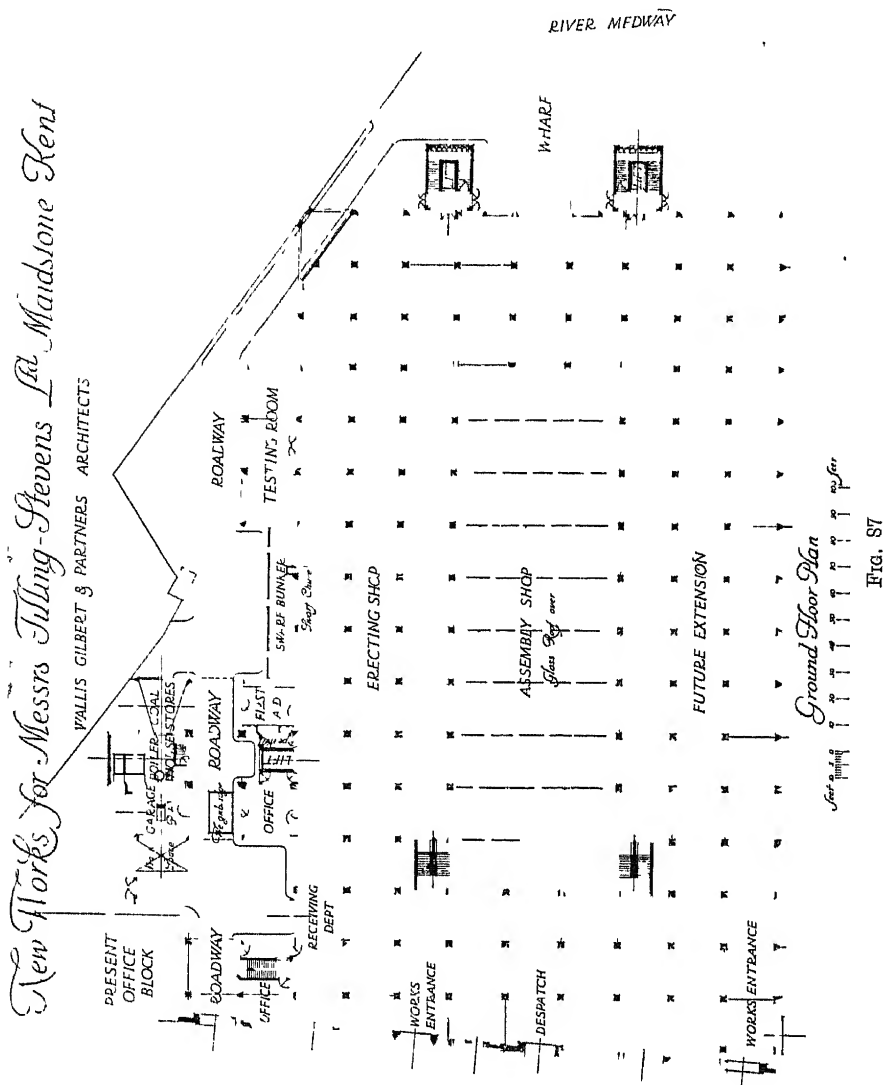 New Works for Messrs Tilling-Stevens Ltd Maidstone Kent
WALLIS GILBERT & PARTNERS ARCHITECTS
RIVER MEDWAY
WHARF
ROADWAY
TESTING ROOM
SWARF BUNKER
GARAGE
BOILER
HOUSE
COAL
STORES
ROADWAY
FIRST
AID
LIFT
OFFICE
PRESENT
OFFICE
BLOCK
ROADWAY
OFFICE
RECEIVING
DEPT
ERECTING SHOP
ASSEMBLY SHOP
Glass Roof over
FUTURE EXTENSION
WORKS
ENTRANCE
DESPATCH
WORKS ENTRANCE
Ground Floor Plan
FIG. 87